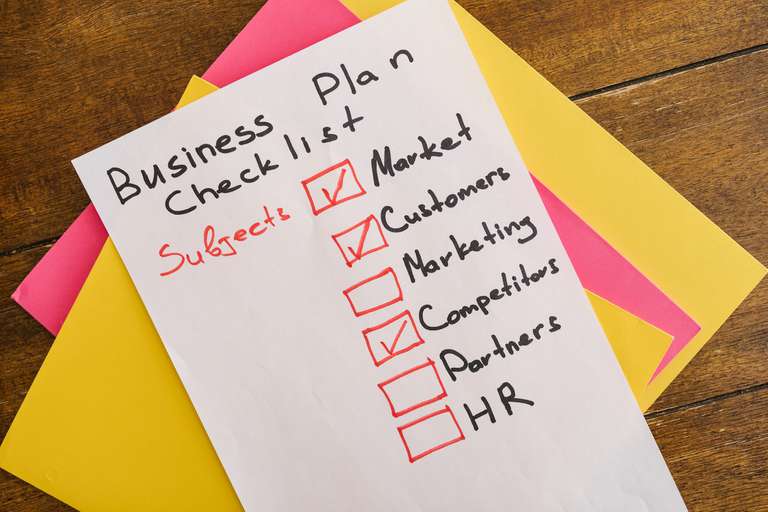 Business Plan
Checklist
Subjects
Market
Customers
Marketing
Competitors
Partners
HR